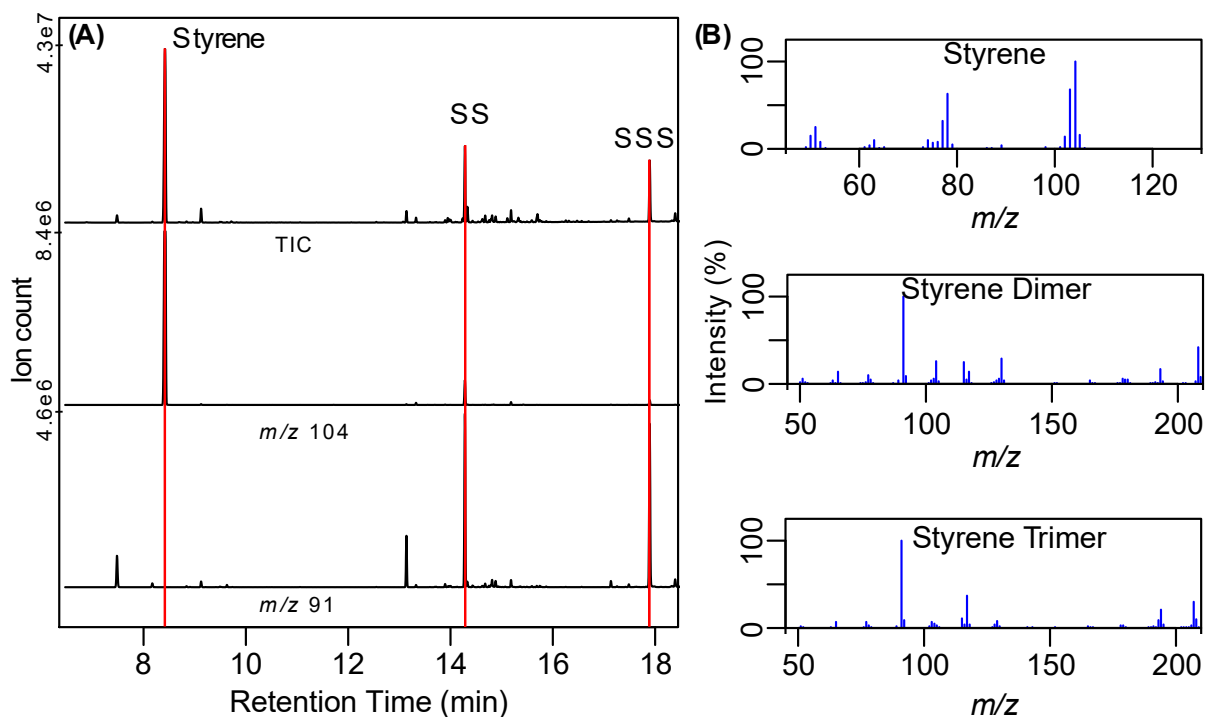 (A)
Styrene
SS
SSS
4.3e7
TIC
8.4e6
m/z 104
4.6e6
m/z 91
Ion count
8 10 12 14 16 18
Retention Time (min)
(B)
Styrene
100
0
60 80 100 120
m/z
Intensity (%)
Styrene Dimer
100
0
50 100 150 200
m/z
Styrene Trimer
100
0
50 100 150 200
m/z